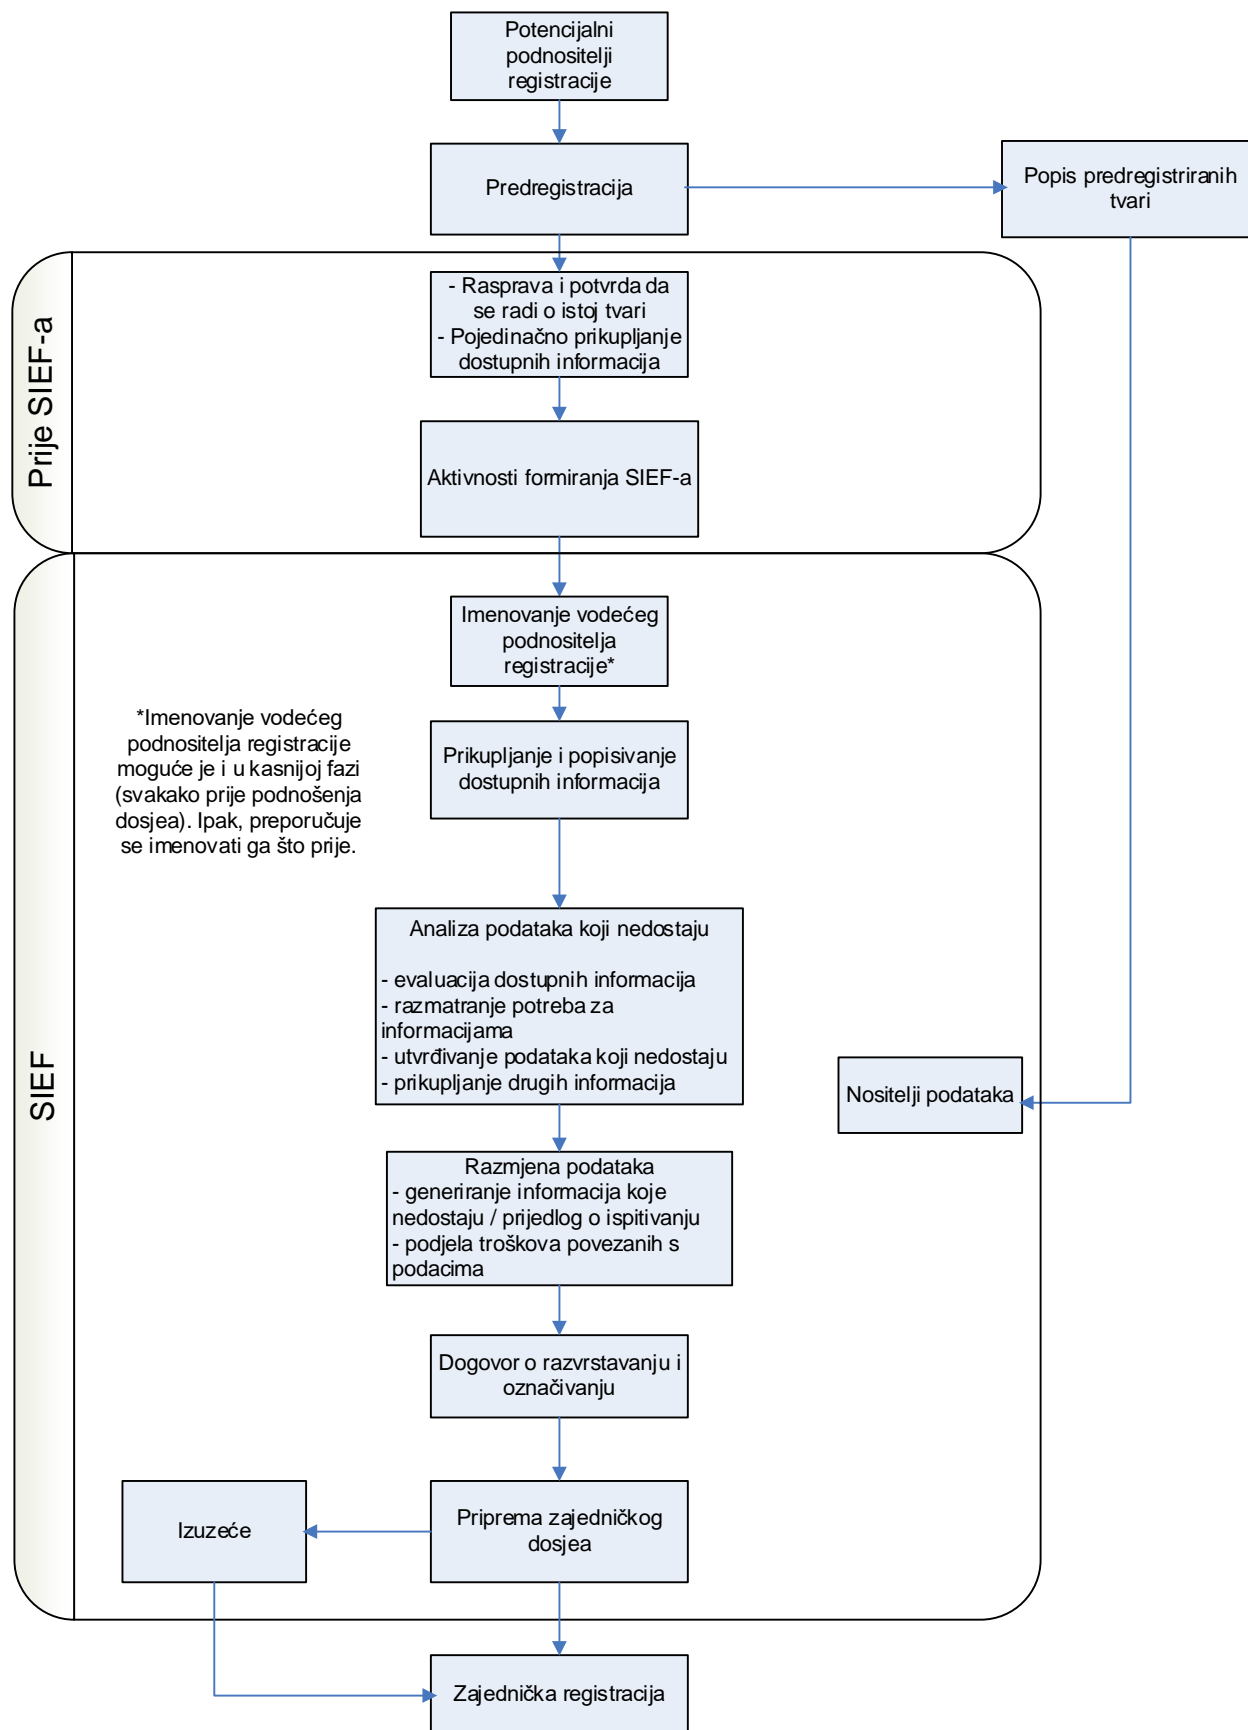 Potencijalni
podnositelji
registracije
Predregistracija
Popis predregistriranih
tvari
Prije SIEF-a
- Rasprava i potvrda da
se radi o istoj tvari
- Pojedinačno prikupljanje
dostupnih informacija
Aktivnosti formiranja SIEF-a
SIEF
Imenovanje vodećeg
podnositelja
registracije*
*Imenovanje vodećeg
podnositelja registracije
moguće je i u kasnijoj fazi
(svakako prije podnošenja
dosjea). Ipak, preporučuje
se imenovati ga što prije.
Prikupljanje i popisivanje
dostupnih informacija
Analiza podataka koji nedostaju
- evaluacija dostupnih informacija
- razmatranje potreba za
informacijama
- utvrđivanje podataka koji nedostaju
- prikupljanje drugih informacija
Nositelji podataka
Razmjena podataka
- generiranje informacija koje
nedostaju / prijedlog o ispitivanju
- podjela troškova povezanih s
podacima
Dogovor o razvrstavanju i
označivanju
Izuzeće
Priprema zajedničkog
dosjea
Zajednička registracija